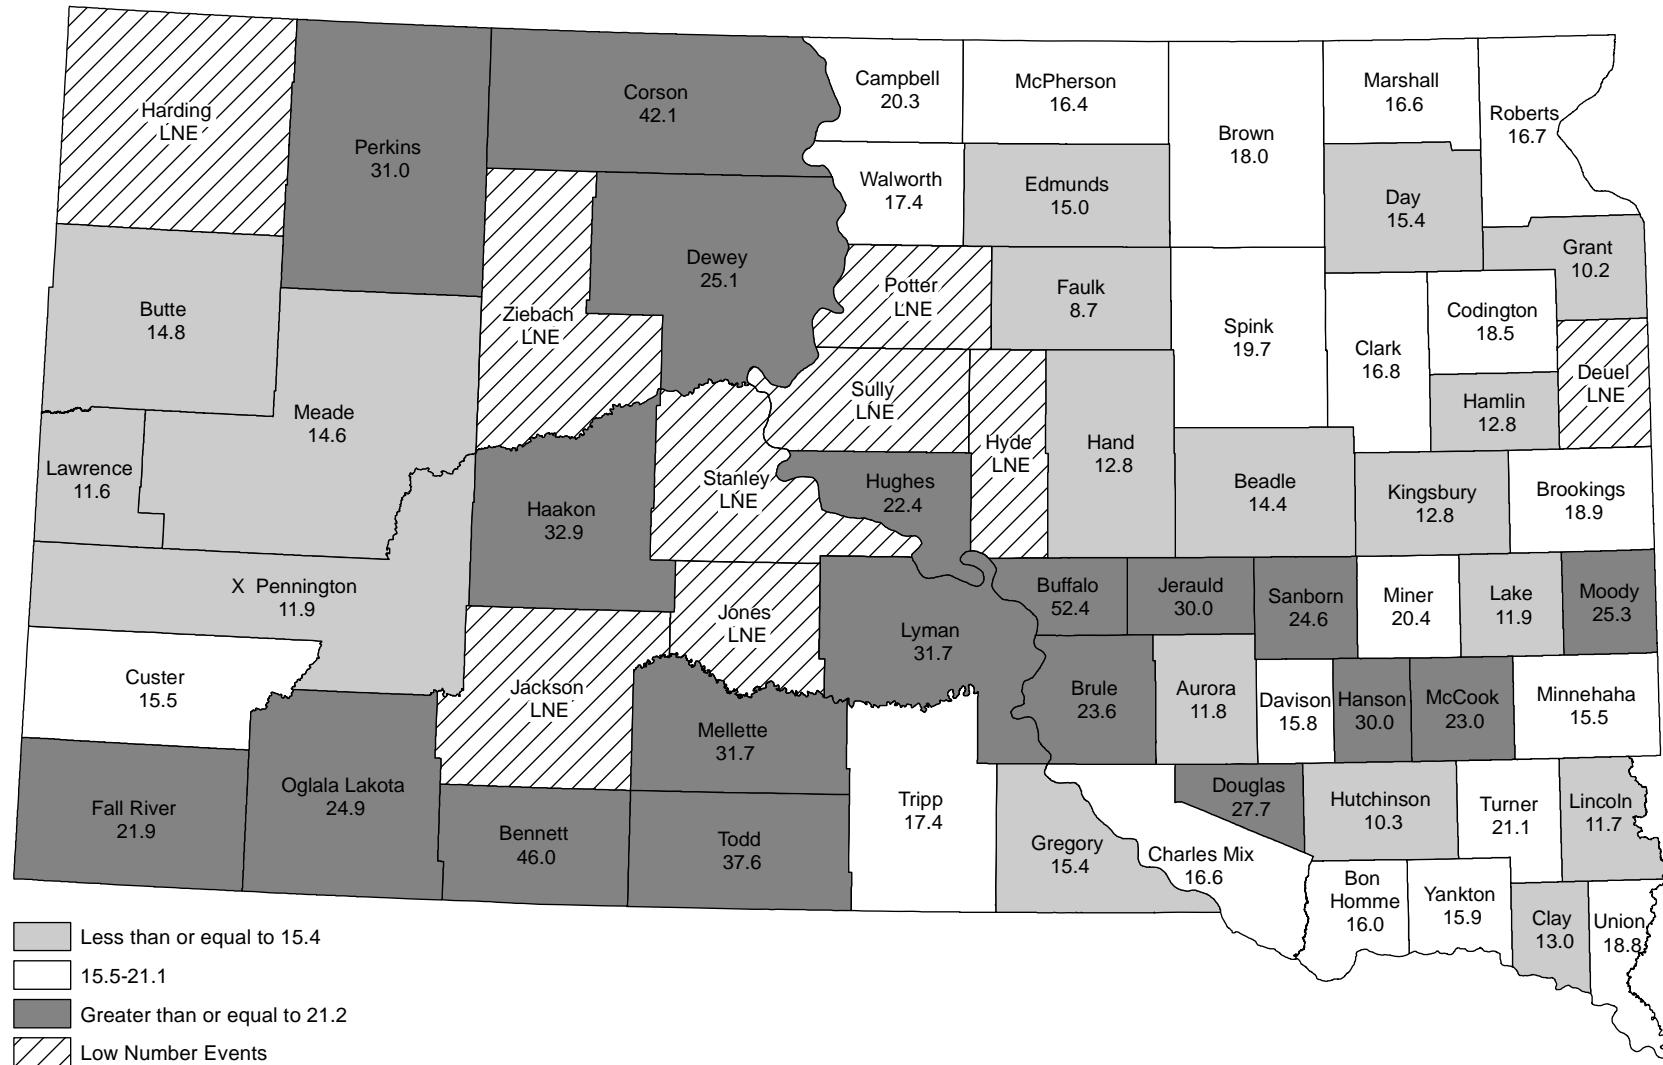 Harding
LNE
Perkins
31.0
Corson
42.1
Campbell
20.3
McPherson
16.4
Brown
18.0
Marshall
16.6
Roberts
16.7
Walworth
17.4
Edmunds
15.0
Day
15.4
Grant
10.2
Butte
14.8
Ziebach
LNE
Dewey
25.1
Potter
LNE
Faulk
8.7
Spink
19.7
Clark
16.8
Codington
18.5
Deuel
LNE
Hamlin
12.8
Meade
14.6
Lawrence
11.6
Haakon
32.9
Stanley
LNE
Sully
LNE
Hughes
22.4
Hyde
LNE
Hand
12.8
Beadle
14.4
Kingsbury
12.8
Brookings
18.9
X Pennington
11.9
Jones
LNE
Lyman
31.7
Buffalo
52.4
Jerauld
30.0
Sanborn
24.6
Miner
20.4
Lake
11.9
Moody
25.3
Custer
15.5
Jackson
LNE
Mellette
31.7
Brule
23.6
Aurora
11.8
Davison
15.8
Hanson
30.0
McCook
23.0
Minnehaha
15.5
Fall River
21.9
Oglala Lakota
24.9
Bennett
46.0
Todd
37.6
Tripp
17.4
Gregory
15.4
Charles Mix
16.6
Douglas
27.7
Hutchinson
10.3
Turner
21.1
Lincoln
11.7
Bon
Homme
16.0
Yankton
15.9
Clay
13.0
Union
18.8
Less than or equal to 15.4
15.5-21.1
Greater than or equal to 21.2
Low Number Events